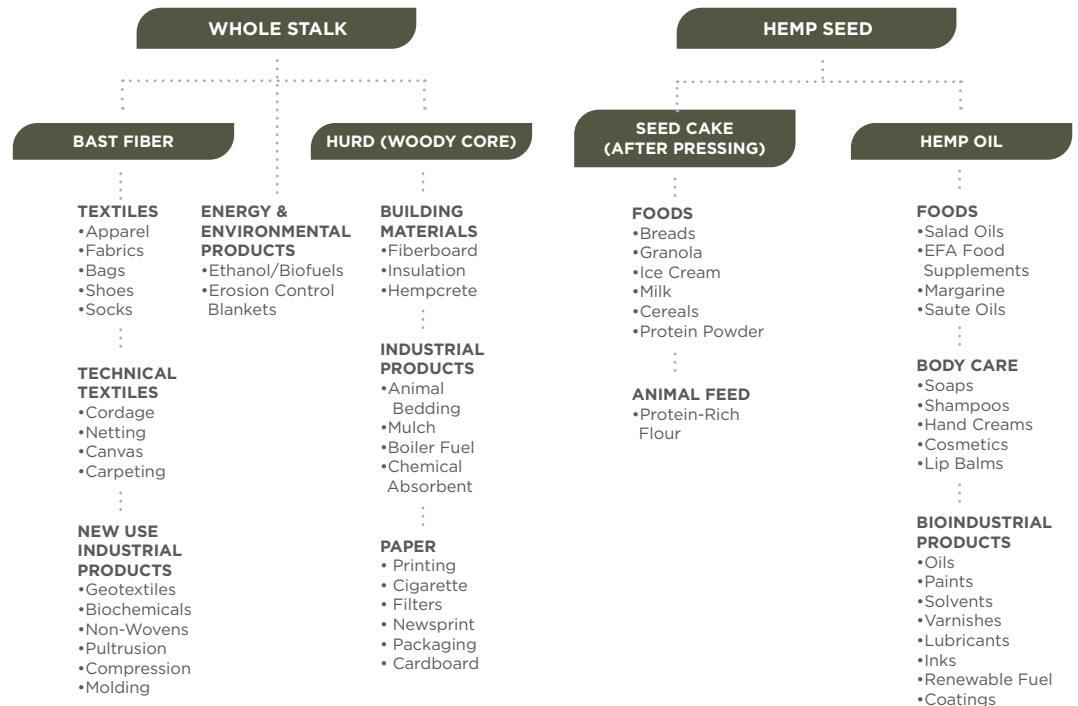 WHOLE STALK
BAST FIBER
TEXTILES
•Apparel
•Fabrics
•Bags
•Shoes
•Socks
TECHNICAL
TEXTILES
•Cordage
•Netting
•Canvas
•Carpeting
NEW USE
INDUSTRIAL
PRODUCTS
•Geotextiles
•Biochemicals
•Non-Wovens
•Pultrusion
•Compression
•Molding
ENERGY &
ENVIRONMENTAL
PRODUCTS
•Ethanol/Biofuels
•Erosion Control
Blankets
HURD (WOODY CORE)
BUILDING
MATERIALS
•Fiberboard
•Insulation
•Hempcrete
INDUSTRIAL
PRODUCTS
•Animal
Bedding
•Mulch
•Boiler Fuel
•Chemical
Absorbent
PAPER
• Printing
• Cigarette
• Filters
• Newsprint
• Packaging
• Cardboard
HEMP SEED
SEED CAKE
(AFTER PRESSING)
FOODS
•Breads
•Granola
•Ice Cream
•Milk
•Cereals
•Protein Powder
ANIMAL FEED
•Protein-Rich
Flour
HEMP OIL
FOODS
•Salad Oils
•EFA Food
Supplements
•Margarine
•Saute Oils
BODY CARE
•Soaps
•Shampoos
•Hand Creams
•Cosmetics
•Lip Balms
BIOINDUSTRIAL
PRODUCTS
•Oils
•Paints
•Solvents
•Varnishes
•Lubricants
•Inks
•Renewable Fuel
•Coatings